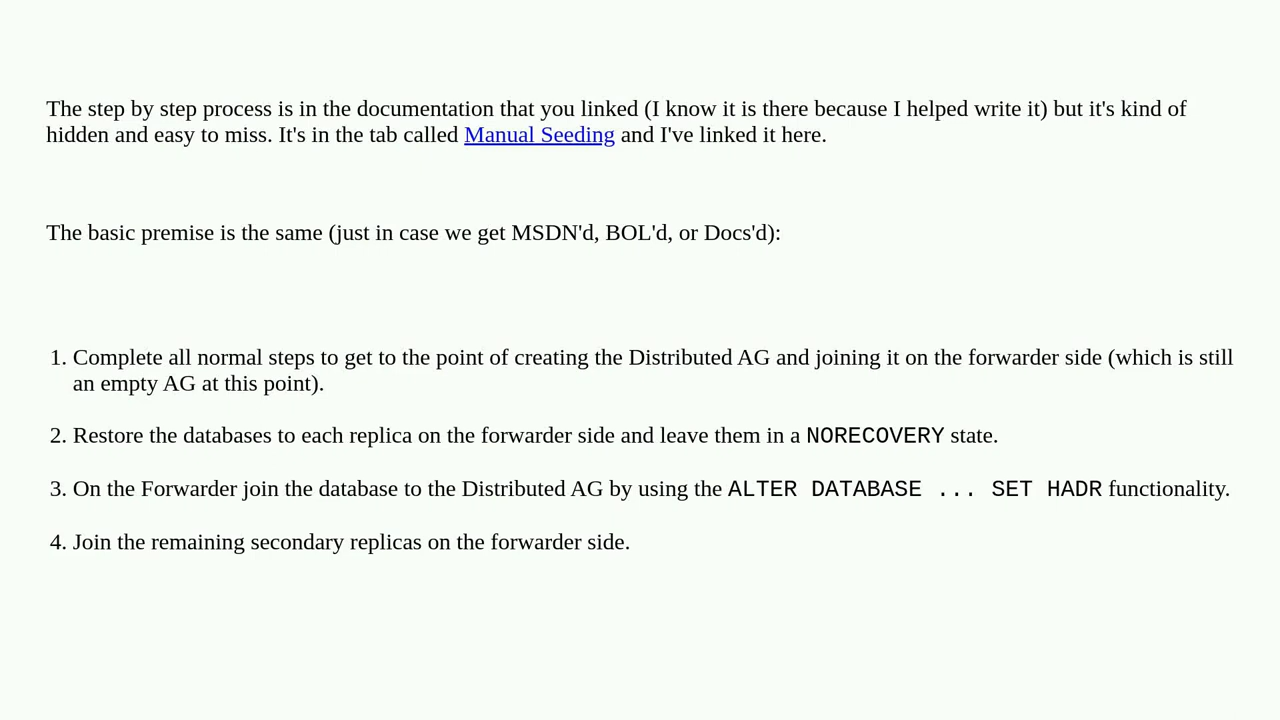 The step by step process is in the documentation that you linked (I know it is there because I helped write it) but it's kind of
hidden and easy to miss. It's in the tab called Manual Seeding and I've linked it here.
The basic premise is the same (just in case we get MSDN'd, BOL'd, or Docs'd):
1. Complete all normal steps to get to the point of creating the Distributed AG and joining it on the forwarder side (which is still
an empty AG at this point).
2. Restore the databases to each replica on the forwarder side and leave them in a NORECOVERY state.
3. On the Forwarder join the database to the Distributed AG by using the ALTER DATABASE ... SET HADR functionality.
4. Join the remaining secondary replicas on the forwarder side.